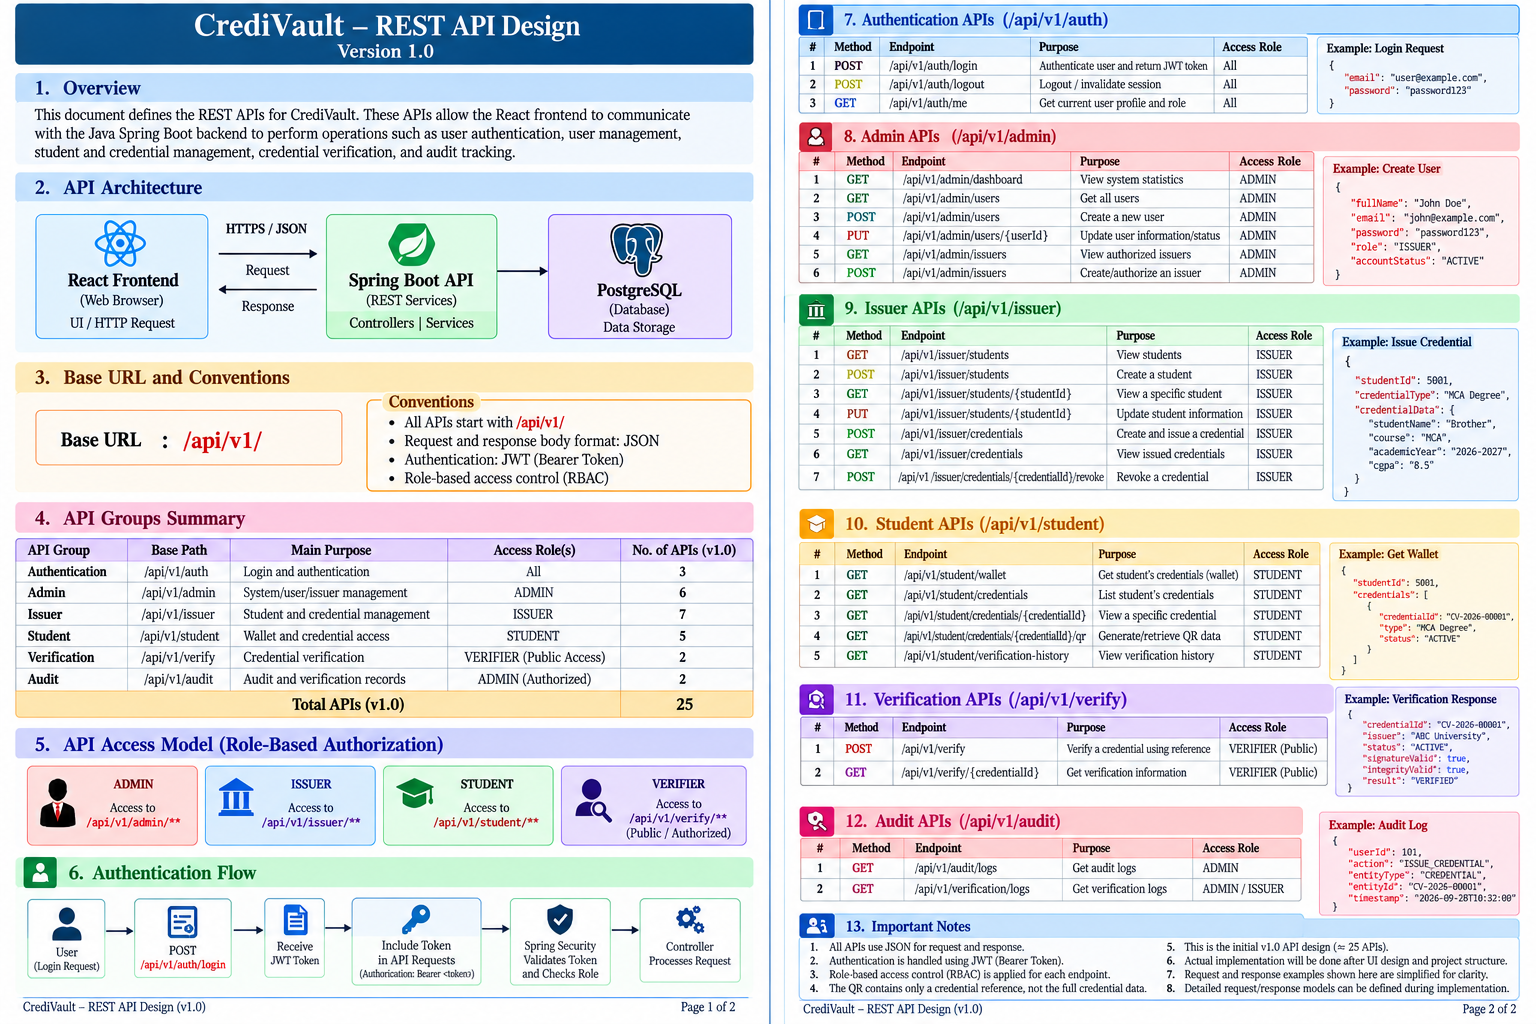 CrediVault – REST API Design
Version 1.0
1. Overview
This document defines the REST APIs for CrediVault. These APIs allow the React frontend to communicate
with the Java Spring Boot backend to perform operations such as user authentication, user management,
student and credential management, credential verification, and audit tracking.
2. API Architecture
React Frontend
(Web Browser)
UI / HTTP Request
HTTPS / JSON
Request
Response
Spring Boot API
(REST Services)
Controllers | Services
PostgreSQL
(Database)
Data Storage
3. Base URL and Conventions
Base URL : /api/v1/
Conventions
• All APIs start with /api/v1/
• Request and response body format: JSON
• Authentication: JWT (Bearer Token)
• Role-based access control (RBAC)
4. API Groups Summary
API Group Base Path Main Purpose Access Role(s) No. of APIs (v1.0)
Authentication /api/v1/auth Login and authentication All 3
Admin /api/v1/admin System/user/issuer management ADMIN 6
Issuer /api/v1/issuer Student and credential management ISSUER 7
Student /api/v1/student Wallet and credential access STUDENT 5
Verification /api/v1/verify Credential verification VERIFIER (Public Access) 2
Audit /api/v1/audit Audit and verification records ADMIN (Authorized) 2
Total APIs (v1.0) 25
5. API Access Model (Role-Based Authorization)
ADMIN
Access to
/api/v1/admin/**
ISSUER
Access to
/api/v1/issuer/**
STUDENT
Access to
/api/v1/student/**
VERIFIER
Access to
/api/v1/verify/**
(Public / Authorized)
6. Authentication Flow
User
(Login Request)
POST
/api/v1/auth/login
Receive
JWT Token
Include Token
in API Requests
(Authorication: Bearer <token>)
Spring Security
Validates Token
and Checks Role
Controller
Processes Request
CrediVault – REST API Design (v1.0) Page 1 of 2
7. Authentication APIs (/api/v1/auth)
# Method Endpoint Purpose Access Role
1 POST /api/v1/auth/login Authenticate user and return JWT token All
2 POST /api/v1/auth/logout Logout / invalidate session All
3 GET /api/v1/auth/me Get current user profile and role All
Example: Login Request
{
"email": "user@example.com",
"password": "password123"
}
8. Admin APIs (/api/v1/admin)
# Method Endpoint Purpose Access Role
1 GET /api/v1/admin/dashboard View system statistics ADMIN
2 GET /api/v1/admin/users Get all users ADMIN
3 POST /api/v1/admin/users Create a new user ADMIN
4 PUT /api/v1/admin/users/{userId} Update user information/status ADMIN
5 GET /api/v1/admin/issuers View authorized issuers ADMIN
6 POST /api/v1/admin/issuers Create/authorize an issuer ADMIN
Example: Create User
{
"fullName": "John Doe",
"email": "john@example.com",
"password": "password123",
"role": "ISSUER",
"accountStatus": "ACTIVE"
}
9. Issuer APIs (/api/v1/issuer)
# Method Endpoint Purpose Access Role
1 GET /api/v1/issuer/students View students ISSUER
2 POST /api/v1/issuer/students Create a student ISSUER
3 GET /api/v1/issuer/students/{studentId} View a specific student ISSUER
4 PUT /api/v1/issuer/students/{studentId} Update student information ISSUER
5 POST /api/v1/issuer/credentials Create and issue a credential ISSUER
6 GET /api/v1/issuer/credentials View issued credentials ISSUER
7 POST /api/v1 /issuer/credentials/{credentialId}/revoke Revoke a credential ISSUER
Example: Issue Credential
{
"studentId": 5001,
"credentialType": "MCA Degree",
"credentialData": {
"studentName": "Brother",
"course": "MCA",
"academicYear": "2026-2027",
"cgpa": "8.5"
}
}
10. Student APIs (/api/v1/student)
# Method Endpoint Purpose Access Role
1 GET /api/v1/student/wallet Get student's credentials (wallet) STUDENT
2 GET /api/v1/student/credentials List student's credentials STUDENT
3 GET /api/v1/student/credentials/{credentialId} View a specific credential STUDENT
4 GET /api/v1/student/credentials/{credentialId}/qr Generate/retrieve QR data STUDENT
5 GET /api/v1/student/verification-history View verification history STUDENT
Example: Get Wallet
{
"studentId": 5001,
"credentials": [
{
"credentialId": "CV-2026-00001",
"type": "MCA Degree",
"status": "ACTIVE"
}
]
}
11. Verification APIs (/api/v1/verify)
# Method Endpoint Purpose Access Role
1 POST /api/v1/verify Verify a credential using reference VERIFIER (Public)
2 GET /api/v1/verify/{credentialId} Get verification information VERIFIER (Public)
Example: Verification Response
{
"credentialId": "CV-2026-00001",
"issuer": "ABC University",
"status": "ACTIVE",
"signatureValid": true,
"integrityValid": true,
"result": "VERIFIED"
}
12. Audit APIs (/api/v1/audit)
# Method Endpoint Purpose Access Role
1 GET /api/v1/audit/logs Get audit logs ADMIN
2 GET /api/v1/verification/logs Get verification logs ADMIN / ISSUER
Example: Audit Log
{
"userId": 101,
"action": "ISSUE_CREDENTIAL",
"entityType": "CREDENTIAL",
"entityId": "CV-2026-00001",
"timestamp": "2026-09-28T10:32:00"
}
13. Important Notes
1. All APIs use JSON for request and response.
2. Authentication is handled using JWT (Bearer Token).
3. Role-based access control (RBAC) is applied for each endpoint.
4. The QR contains only a credential reference, not the full credential data.
5. This is the initial v1.0 API design (≈ 25 APIs).
6. Actual implementation will be done after UI design and project structure.
7. Request and response examples shown here are simplified for clarity.
8. Detailed request/response models can be defined during implementation.
CrediVault – REST API Design (v1.0) Page 2 of 2